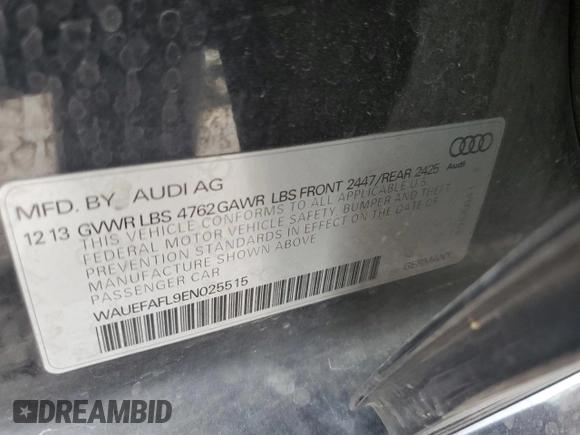 MFD. BY AUDI AG
Audi
12 13 GVWR LBS 4762 GAWR LBS FRONT 2447/REAR 2425
THIS VEHICLE CONFORMS TO ALL APPLICABLE U.S.
FEDERAL MOTOR VEHICLE SAFETY, BUMPER AND THEFT
PREVENTION STANDARDS IN EFFECT ON THE DATE OF
MANUFACTURE SHOWN ABOVE
PASSENGER CAR
WAUEFAFL9EN025515
GERMANY
DREAMBID